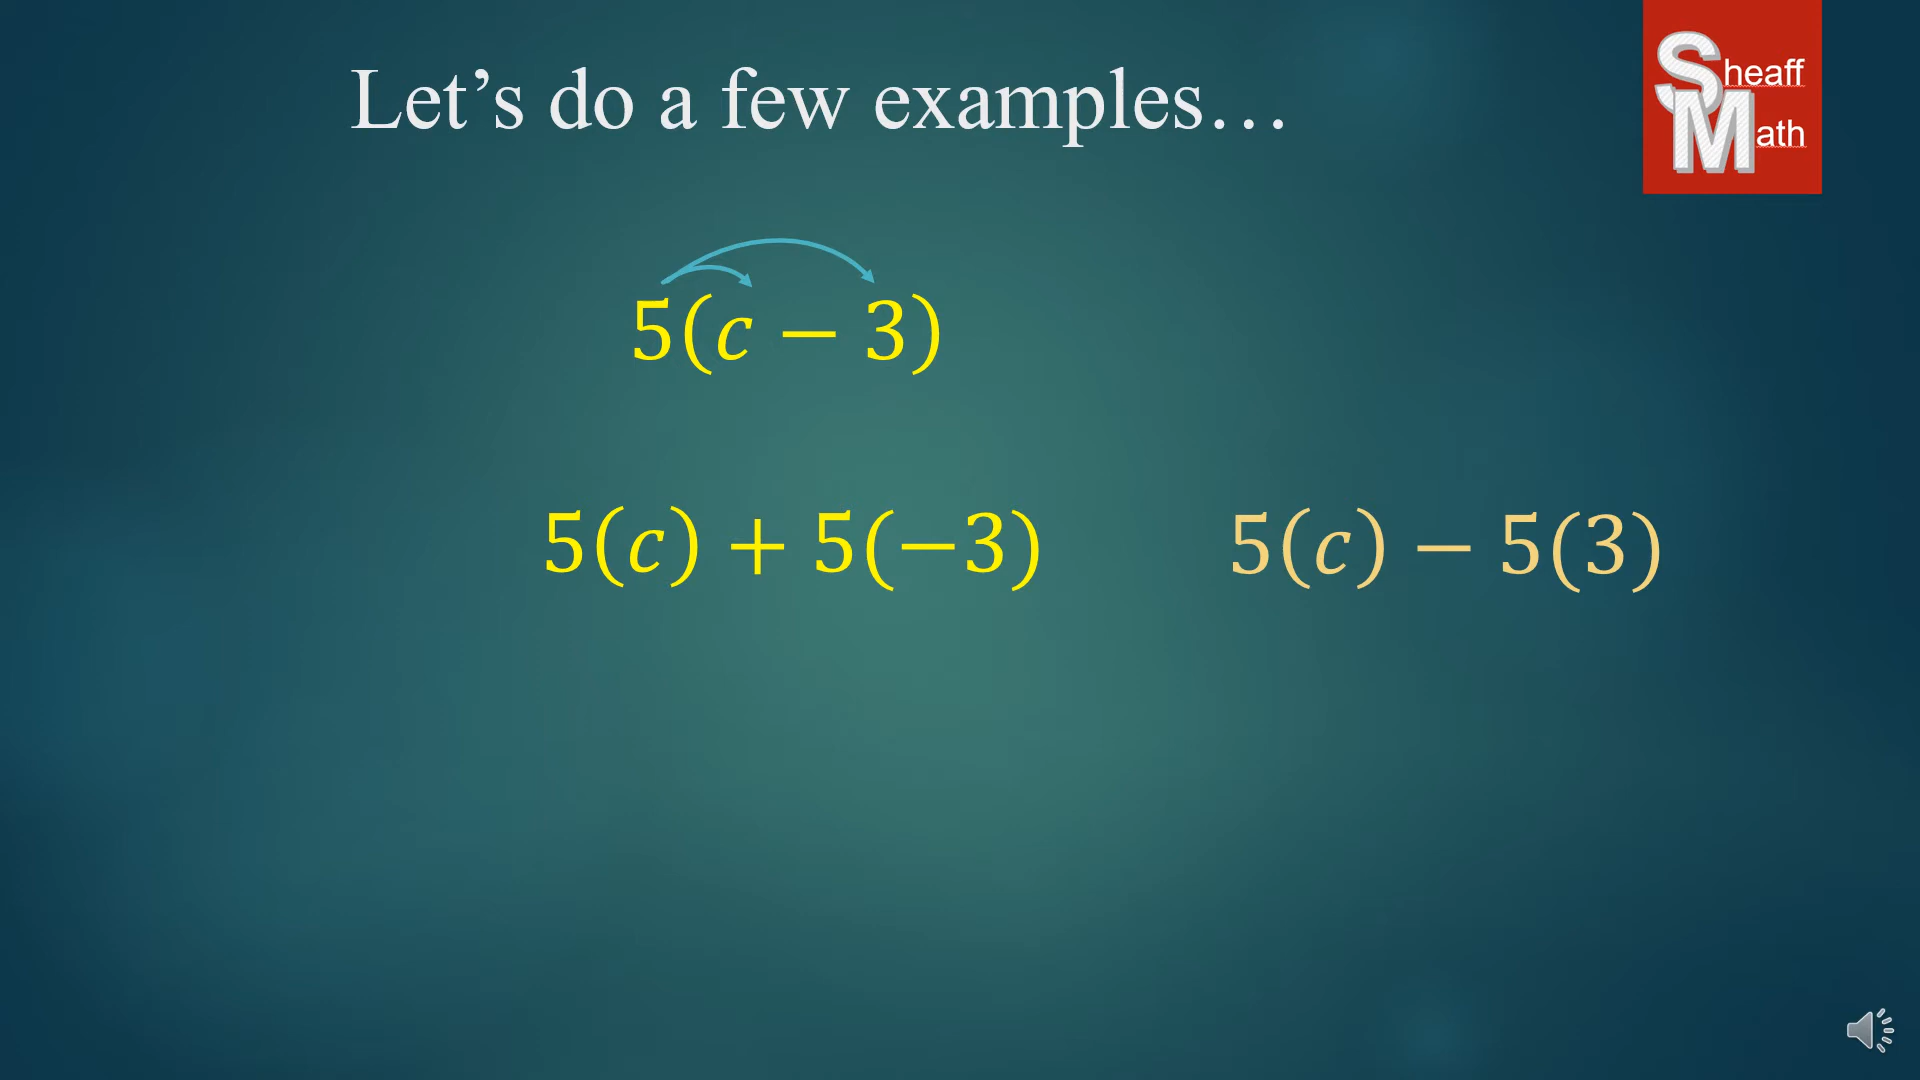 Let's do a few examples…
Sheaff
Math
5(c − 3)
5(c) + 5(−3)
5(c) − 5(3)